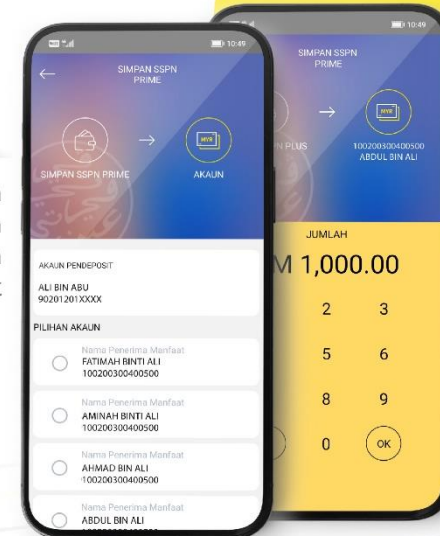 10:49
SIMPAN SSPN
PRIME
SIMPAN SSPN PRIME
→
MYR
AKAUN
AKAUN PENDEPOSIT
ALI BIN ABU
90201201XXXX
PILIHAN AKAUN
Nama Penerima Manfaat
FATIMAH BINTI ALI
100200300400500
Nama Penerima Manfaat
AMINAH BINTI ALI
100200300400500
Nama Penerima Manfaat
AHMAD BIN ALI
100200300400500
Nama Penerima Manfaat
ABDUL BIN ALI
10:49
SIMPAN SSPN
PRIME
→
MYR
PLUS
100200300400500
ABDUL BIN ALI
JUMLAH
1,000.00
2 3
5 6
8 9
0 OK